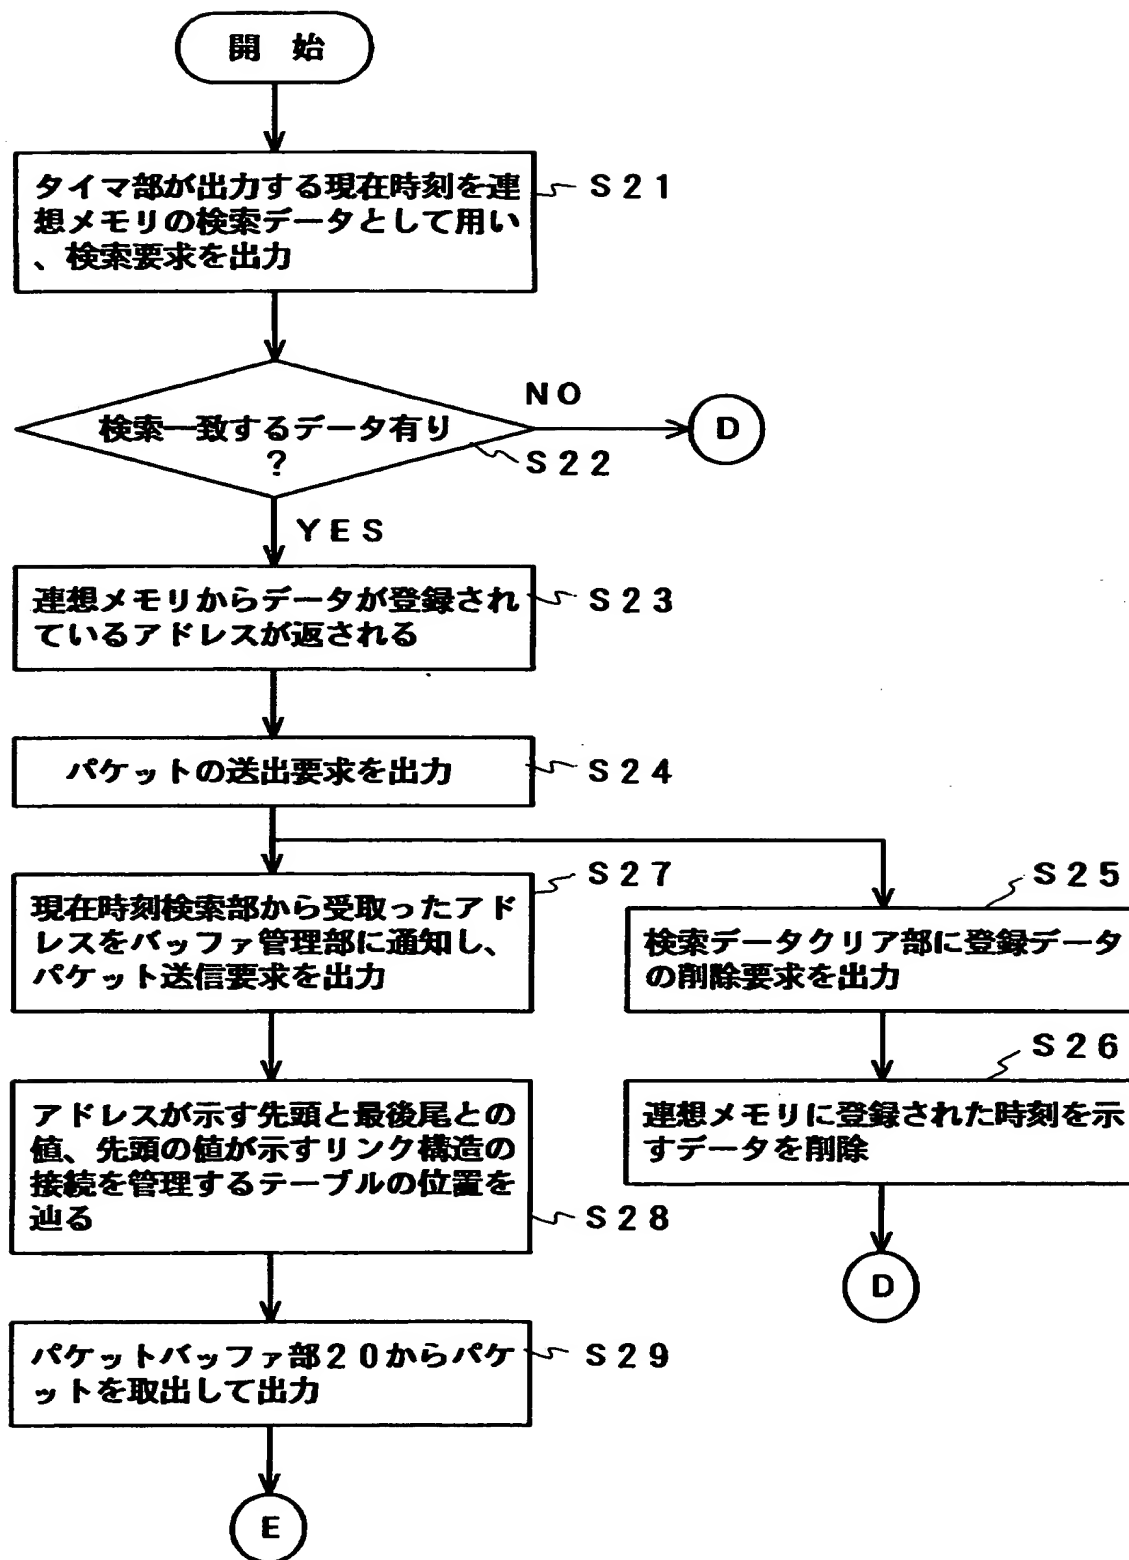 開 始
タイマ部が出力する現在時刻を連
想メモリの検索データとして用い
、検索要求を出力
S21
検索一致するデータ有り
?
NO
D
S22
YES
連想メモリからデータが登録され
ているアドレスが返される
S23
パケットの送出要求を出力
S24
S27
現在時刻検索部から受取ったアド
レスをバッファ管理部に通知し、
パケット送信要求を出力
S25
検索データクリア部に登録データ
の削除要求を出力
S26
連想メモリに登録された時刻を示
すデータを削除
D
アドレスが示す先頭と最後尾との
値、先頭の値が示すリンク構造の
接続を管理するテーブルの位置を
辿る
S28
パケットバッファ部20からパケ
ットを取出して出力
S29
E